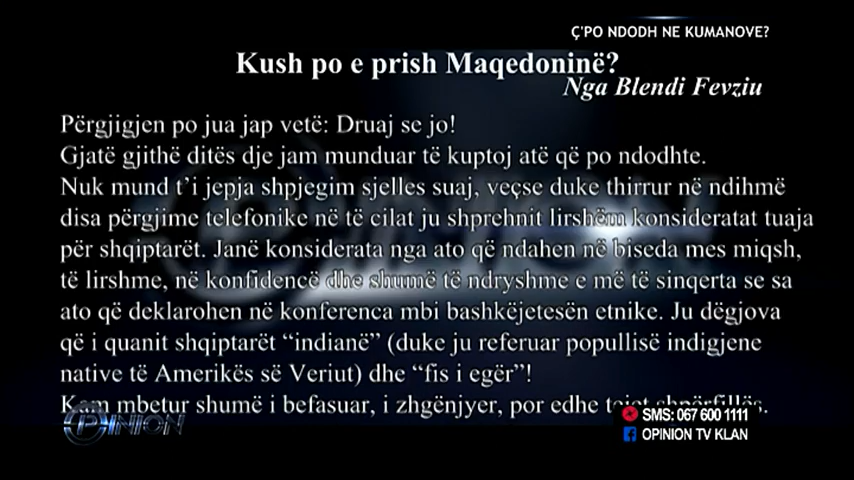 Ç'PO NDODH NE KUMANOVE?
Kush po e prish Maqedoninë?
Nga Blendi Fevziu
Përgjigjen po jua jap vetë: Druaj se jo!
Gjatë gjithë ditës dje jam munduar të kuptoj atë që po ndodhte.
Nuk mund t'i jepja shpjegim sjelles suaj, veçse duke thirrur në ndihmë
disa përgjime telefonike në të cilat ju shprehnit lirshëm konsideratat tuaja
për shqiptarët. Janë konsiderata nga ato që ndahen në biseda mes miqsh,
të lirshme, në konfidencë dhe shumë të ndryshme e më të sinqerta se sa
ato që deklarohen në konferenca mbi bashkëjetesën etnike. Ju dëgjova
që i quanit shqiptarët “indianë” (duke ju referuar popullisë indigjene
native të Amerikës së Veriut) dhe “fis i egër”!
Kam mbetur shumë i befasuar, i zhgënjyer, por edhe
OPINION
SMS: 067 600 1111
OPINION TV KLAN